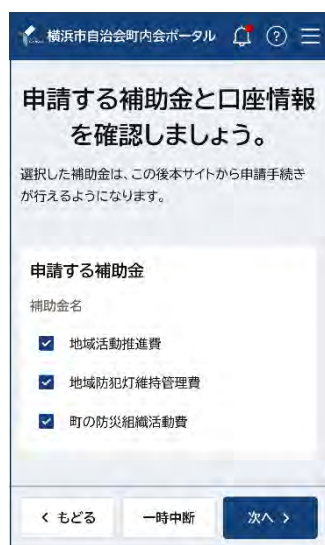 横浜市自治会町内会ポータル
申請する補助金と口座情報
を確認しましょう。
選択した補助金は、この後本サイトから申請手続き
が行えるようになります。
申請する補助金
補助金名
地域活動推進費
地域防犯灯維持管理費
町の防災組織活動費
< もどる 一時中断 次へ >